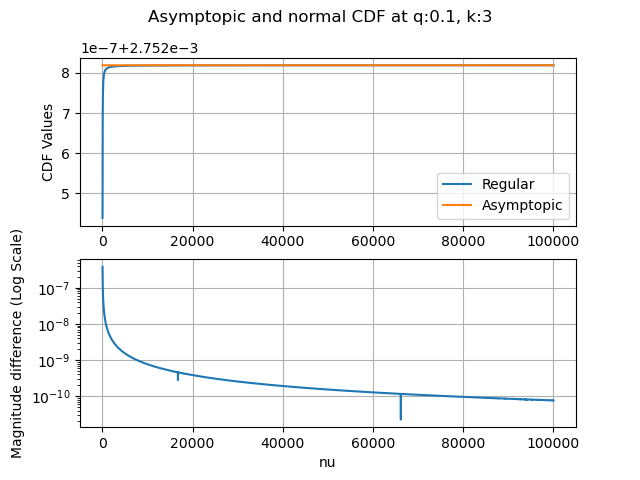 Asymptopic and normal CDF at q:0.1, k:3
1e−7+2.752e−3
8
7
6
5
CDF Values
Regular
Asymptopic
0 20000 40000 60000 80000 100000
10⁻⁷
10⁻⁸
10⁻⁹
10⁻¹⁰
Magnitude difference (Log Scale)
0 20000 40000 60000 80000 100000
nu